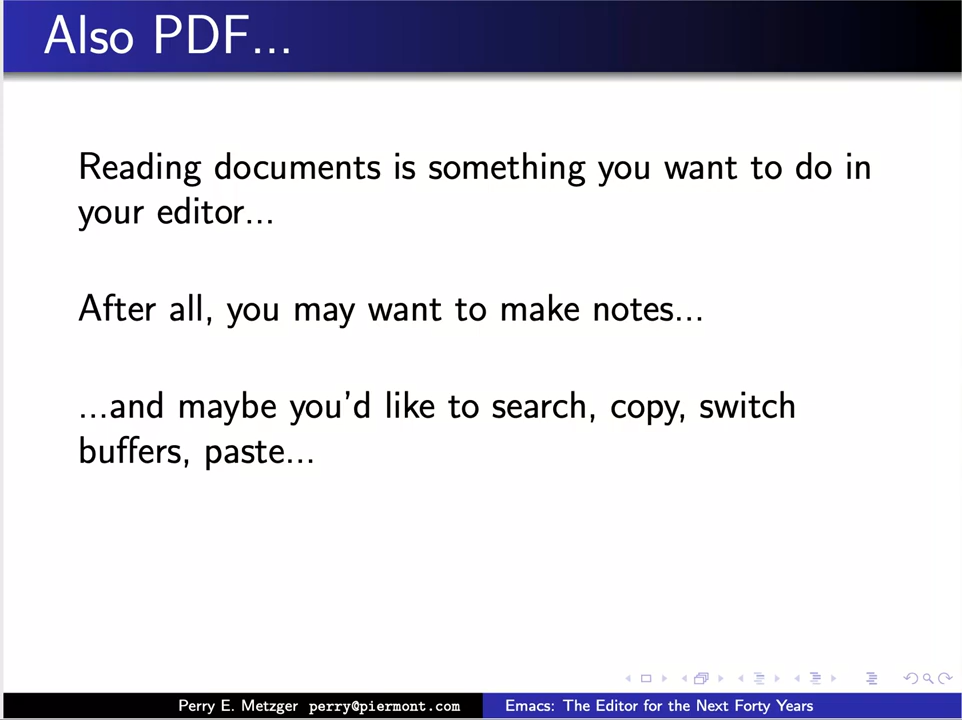 Also PDF...
Reading documents is something you want to do in
your editor...
After all, you may want to make notes...
...and maybe you'd like to search, copy, switch
buffers, paste...
Perry E. Metzger perry@piermont.com
Emacs: The Editor for the Next Forty Years